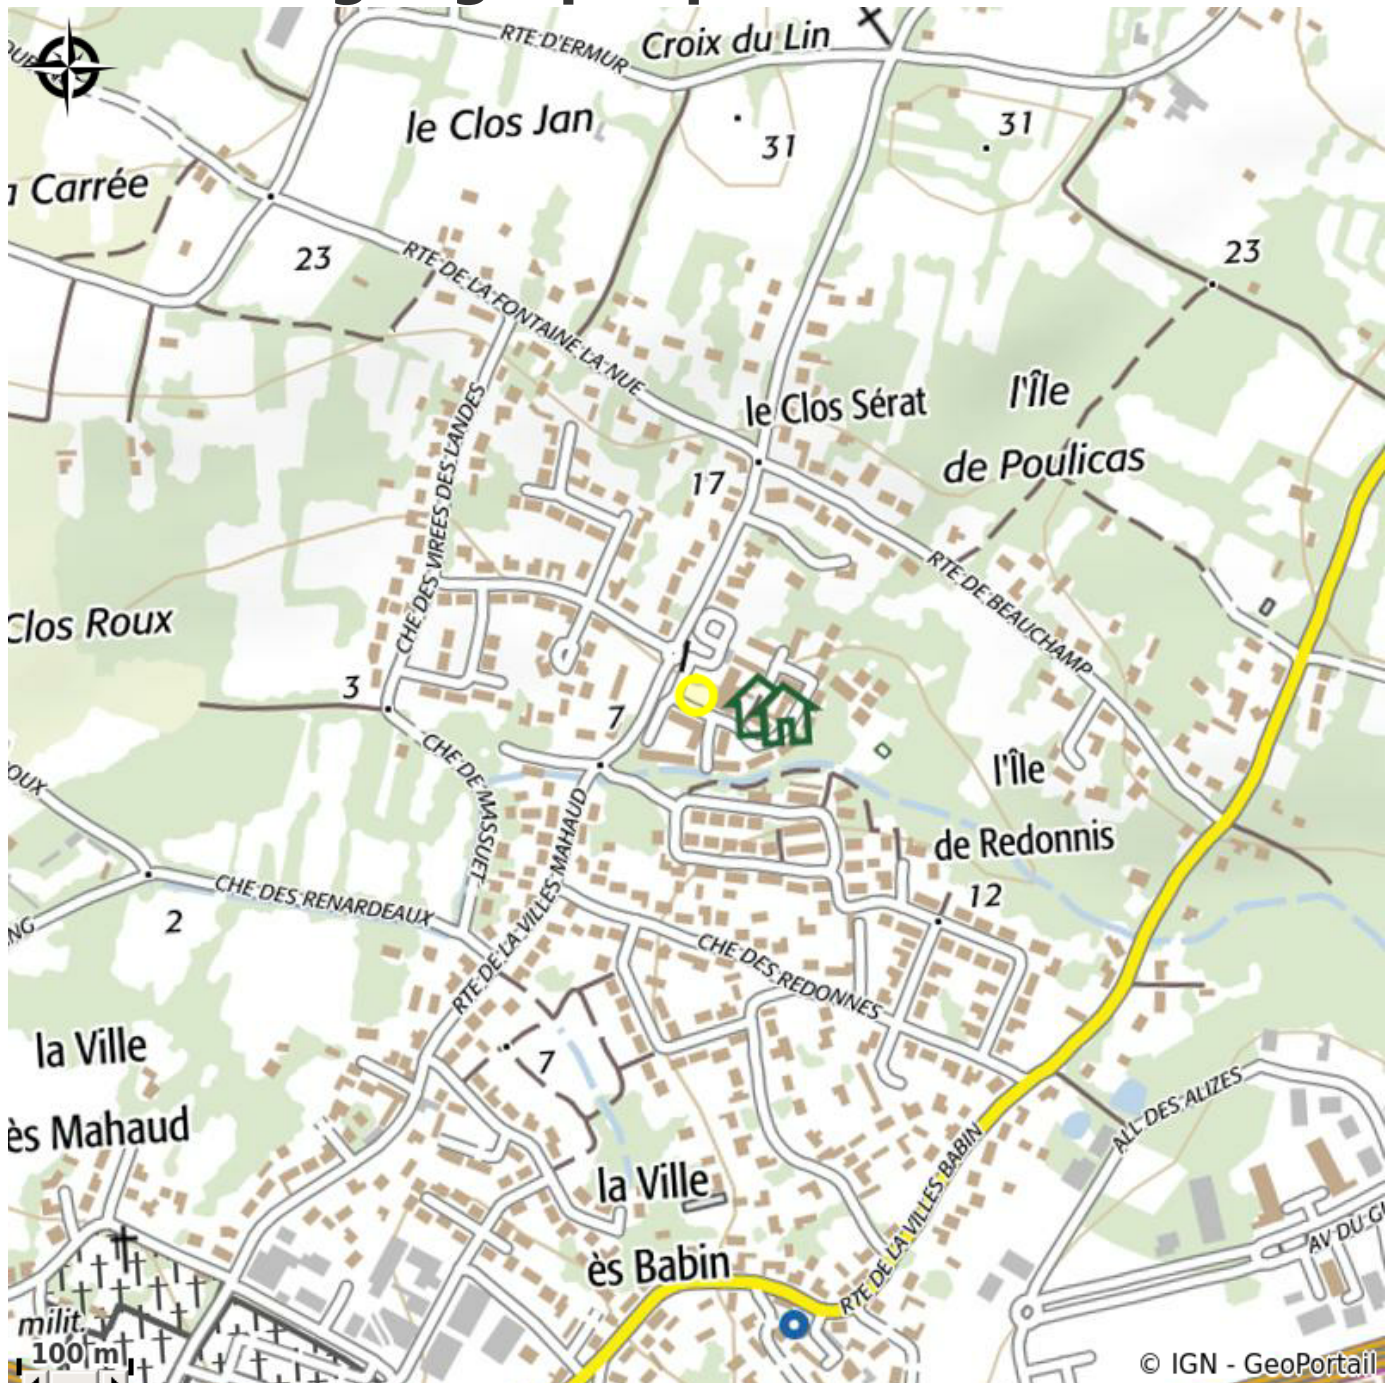 RTE D'ERMUR
Croix du Lin
le Clos Jan
31
31
Carrée
23
23
RTE DE LA FONTAINE LA NUE
le Clos Sérat
l'Île
de Poulicas
17
CHE DES VIREES DES LANDES
RTE DE BEAUCHAMP
Clos Roux
3
7
CHE DE MASSUET
l'Île
de Redonnis
OUX
RTE DE LA VILLES MAHAUD
CHE DES RENARDEAUX
2
12
NG
CHE DES REDONNES
la Ville
ès Mahaud
7
ALL DES ALIZES
la Ville
ès Babin
RTE DE LA VILLES BABIN
AV DU GU
milit.
100 m
© IGN - GeoPortail